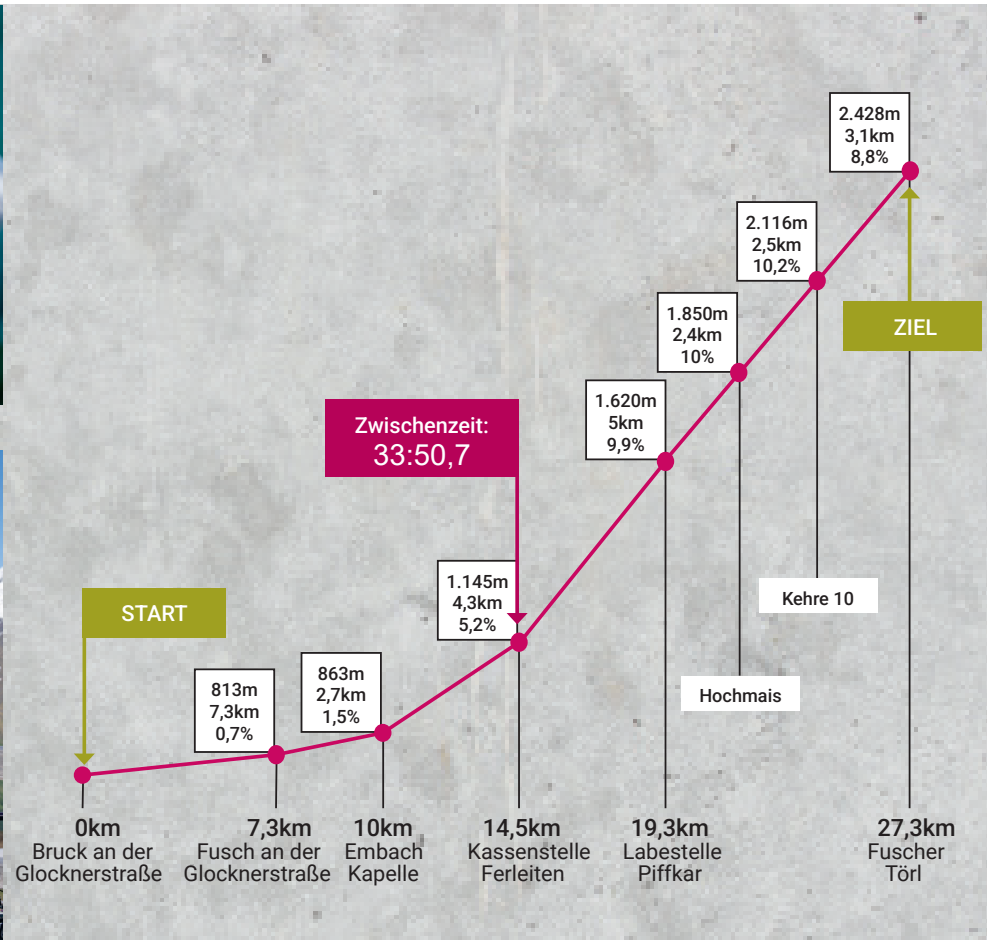 2.428m
3,1km
8,8%
2.116m
2,5km
10,2%
ZIEL
1.850m
2,4km
10%
1.620m
5km
9,9%
Zwischenzeit:
33:50,7
1.145m
4,3km
5,2%
START
863m
2,7km
1,5%
813m
7,3km
0,7%
Kehre 10
Hochmais
0km
Bruck an der
Glocknerstraße
7,3km
Fusch an der
Glocknerstraße
10km
Embach
Kapelle
14,5km
Kassenstelle
Ferleiten
19,3km
Labestelle
Piffkar
27,3km
Fuscher
Törl